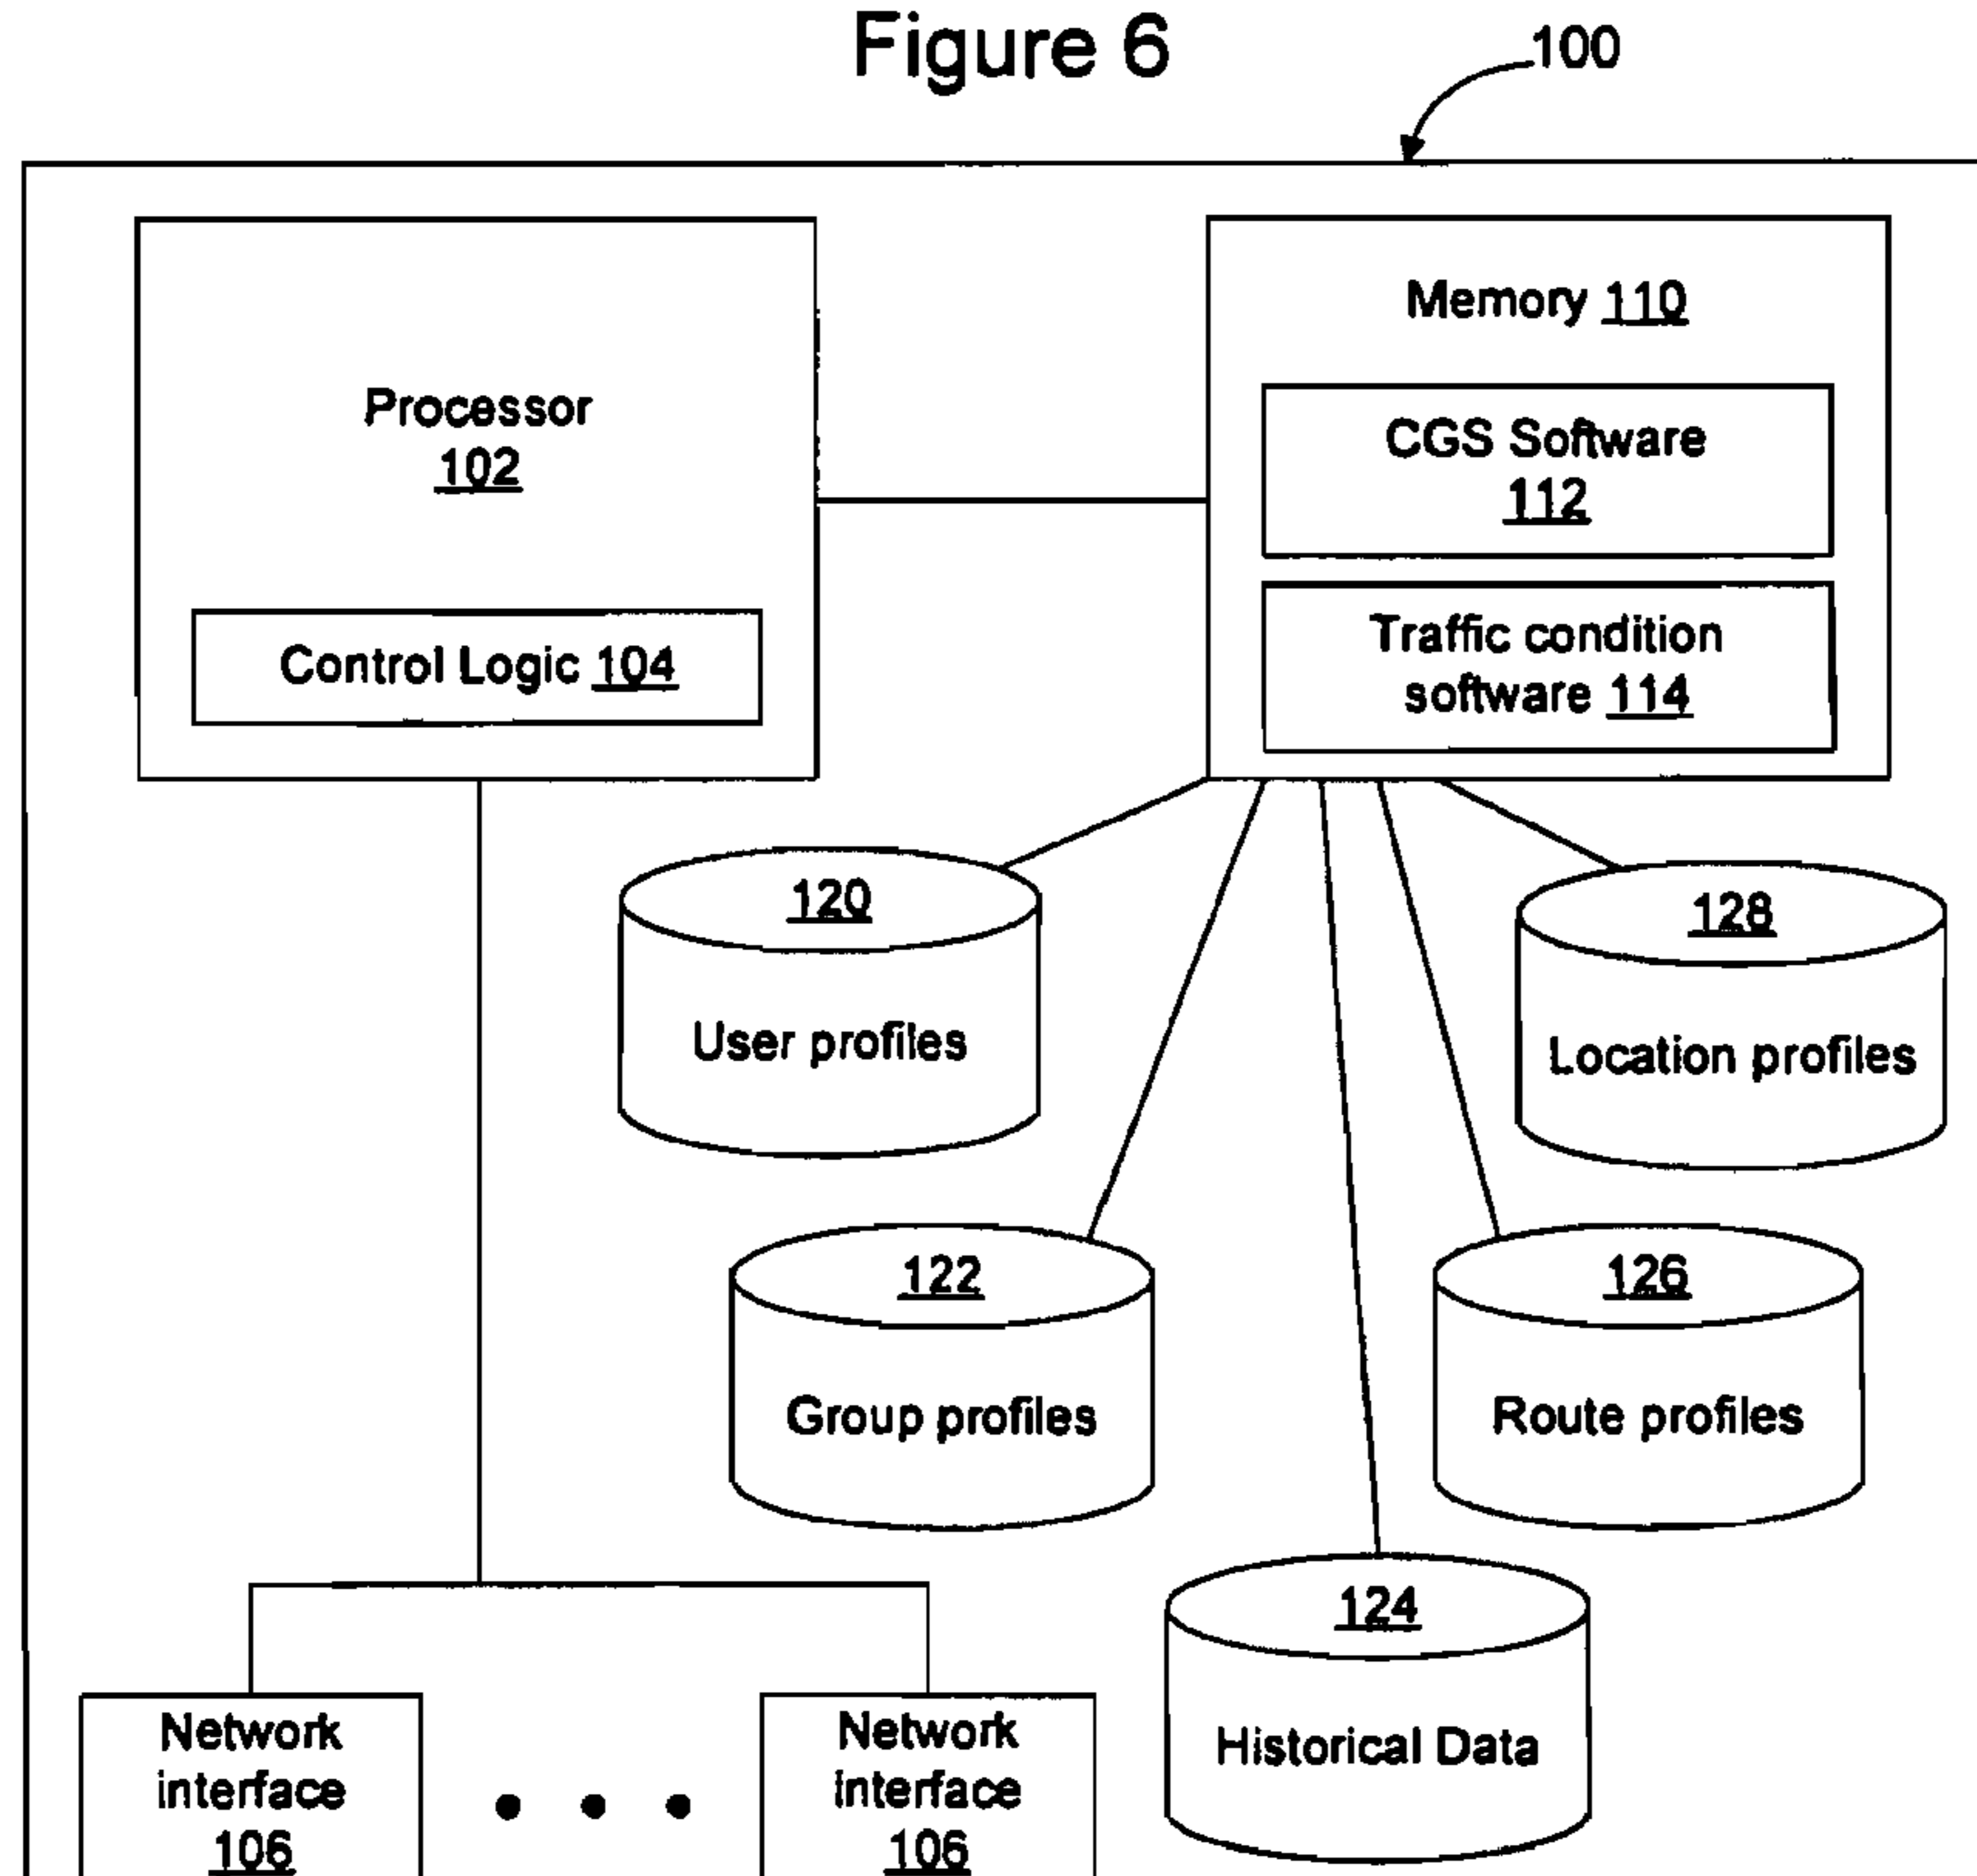 Figure 6
100
Processor
102
Control Logic 104
Memory 110
CGS Software
112
Traffic condition
software 114
120
User profiles
128
Location profiles
122
Group profiles
126
Route profiles
124
Historical Data
Network
interface
106
Network
interface
106